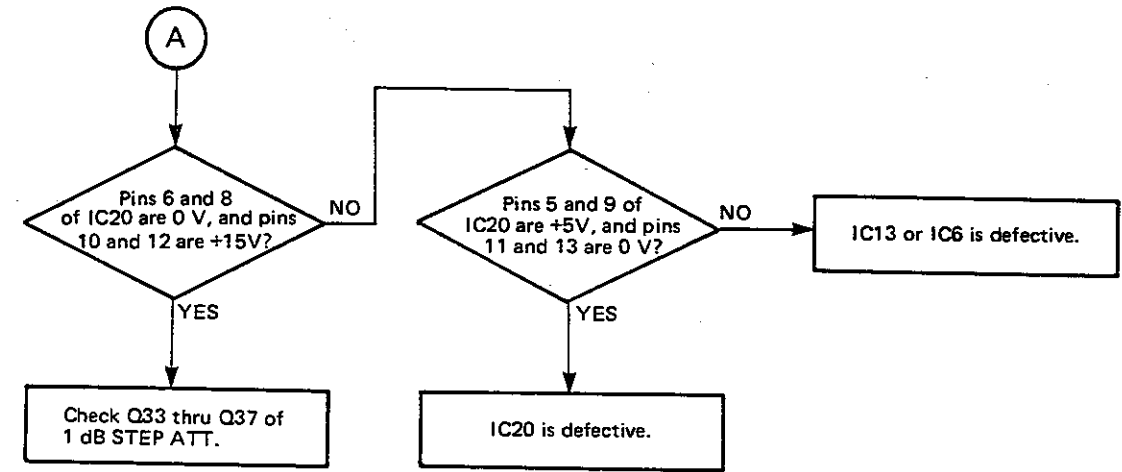 A
Pins 6 and 8
of IC20 are 0 V, and pins
10 and 12 are +15V?
NO
YES
Check Q33 thru Q37 of
1 dB STEP ATT.
Pins 5 and 9 of
IC20 are +5V, and pins
11 and 13 are 0 V?
NO
YES
IC13 or IC6 is defective.
IC20 is defective.